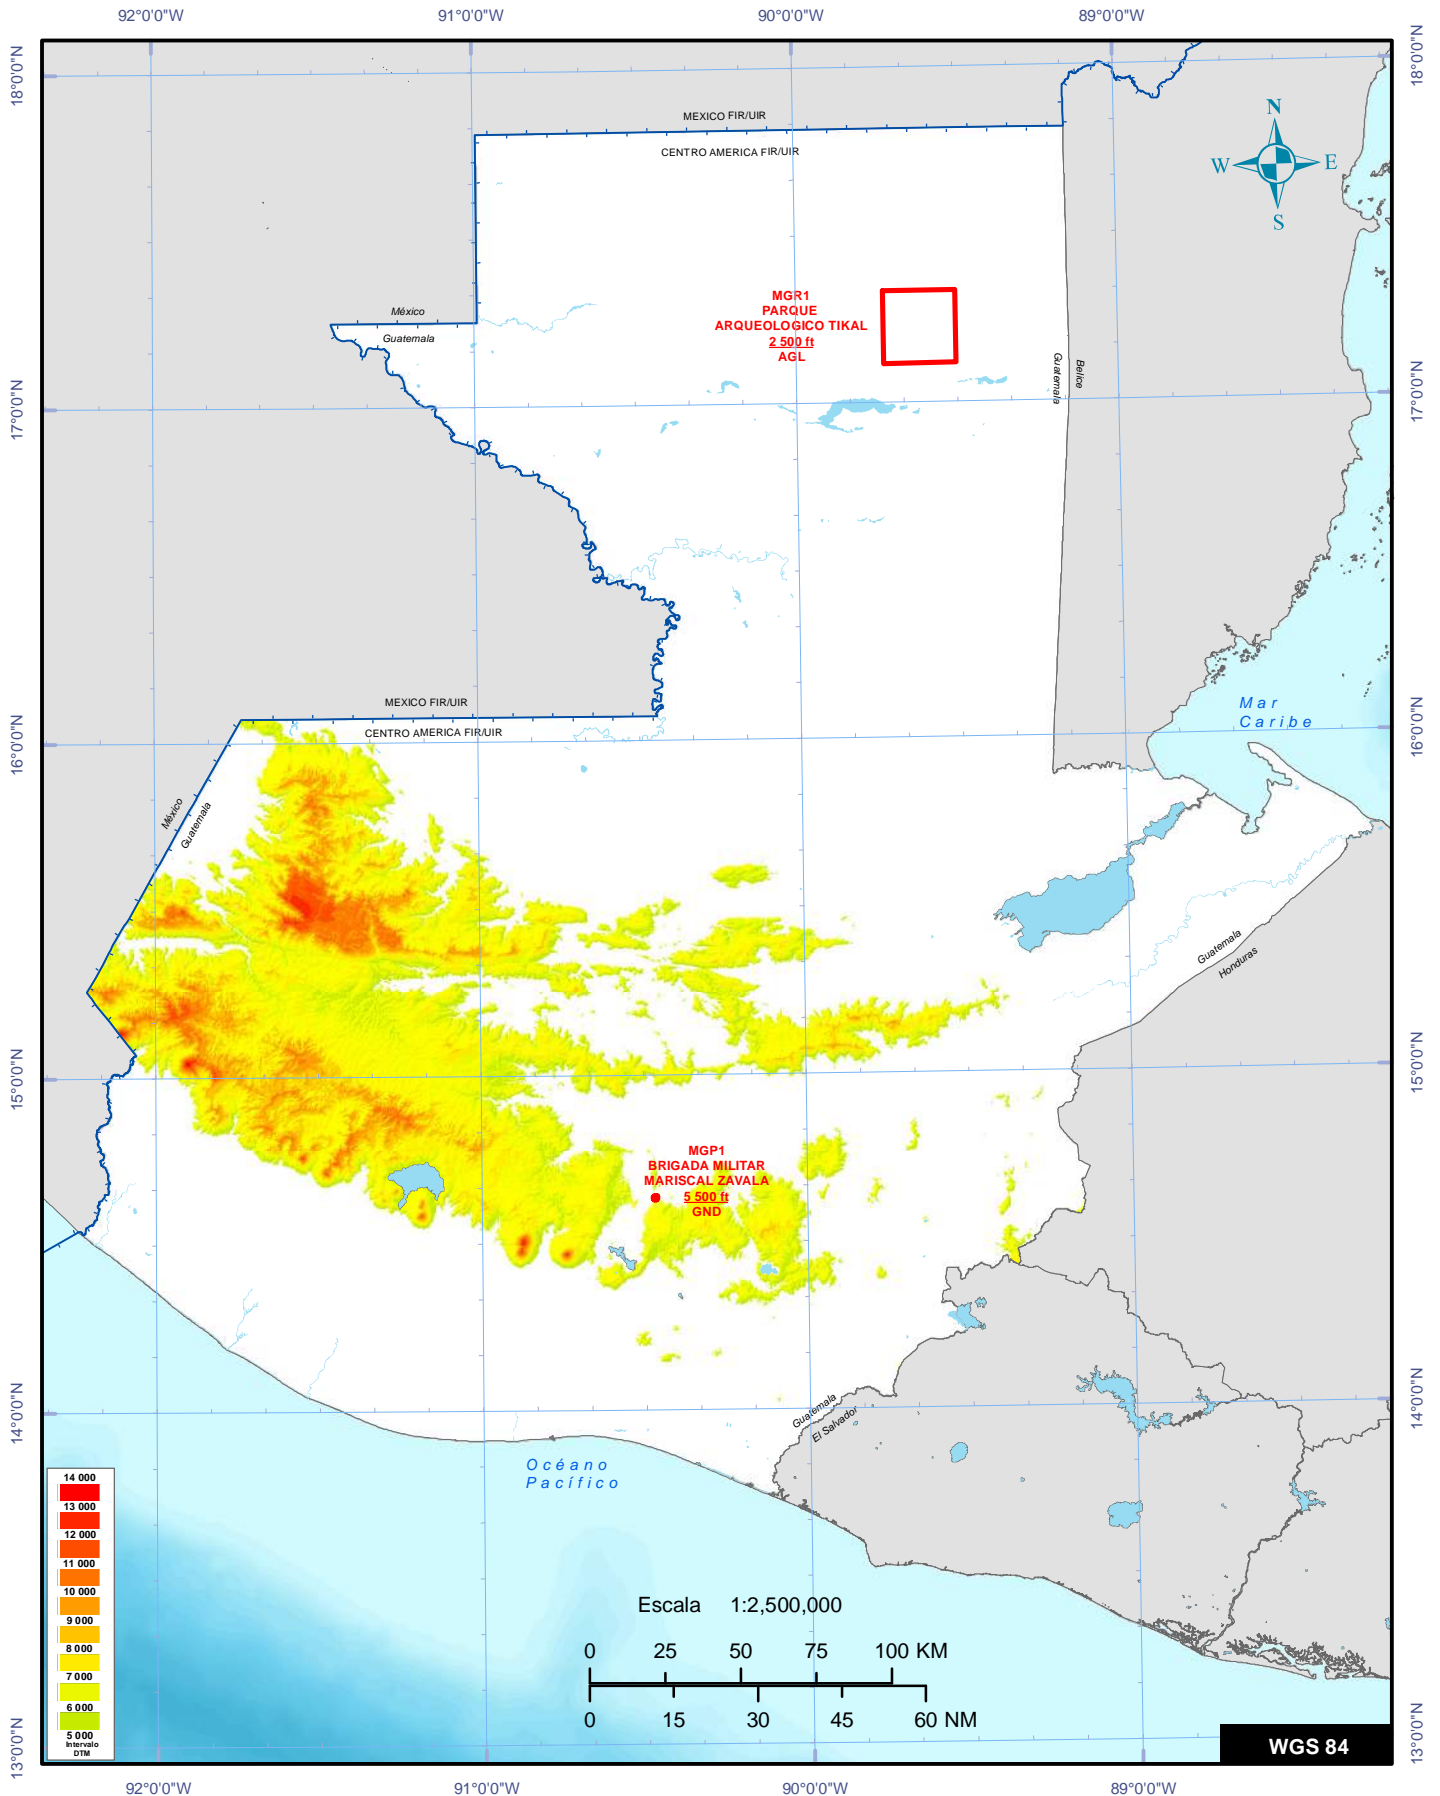 92°0'0"W
91°0'0"W
90°0'0"W
89°0'0"W
18°0'0"N
18°0'0"N
MEXICO FIR/UIR
CENTRO AMERICA FIR/UIR
N
W
E
S
MGR1
PARQUE
ARQUEOLOGICO TIKAL
2 500 ft
AGL
México
Guatemala
Belice
Guatemala
17°0'0"N
17°0'0"N
MEXICO FIR/UIR
CENTRO AMERICA FIR/UIR
Mar
Caribe
16°0'0"N
16°0'0"N
México
Guatemala
Guatemala
Honduras
15°0'0"N
15°0'0"N
MGP1
BRIGADA MILITAR
MARISCAL ZAVALA
5 500 ft
GND
14°0'0"N
14°0'0"N
Guatemala
El Salvador
Océano
Pacífico
14 000
13 000
12 000
11 000
10 000
9 000
8 000
7 000
6 000
5 000
Intervalo
DTM
Escala 1:2,500,000
0 25 50 75 100 KM
0 15 30 45 60 NM
13°0'0"N
13°0'0"N
WGS 84
92°0'0"W
91°0'0"W
90°0'0"W
89°0'0"W